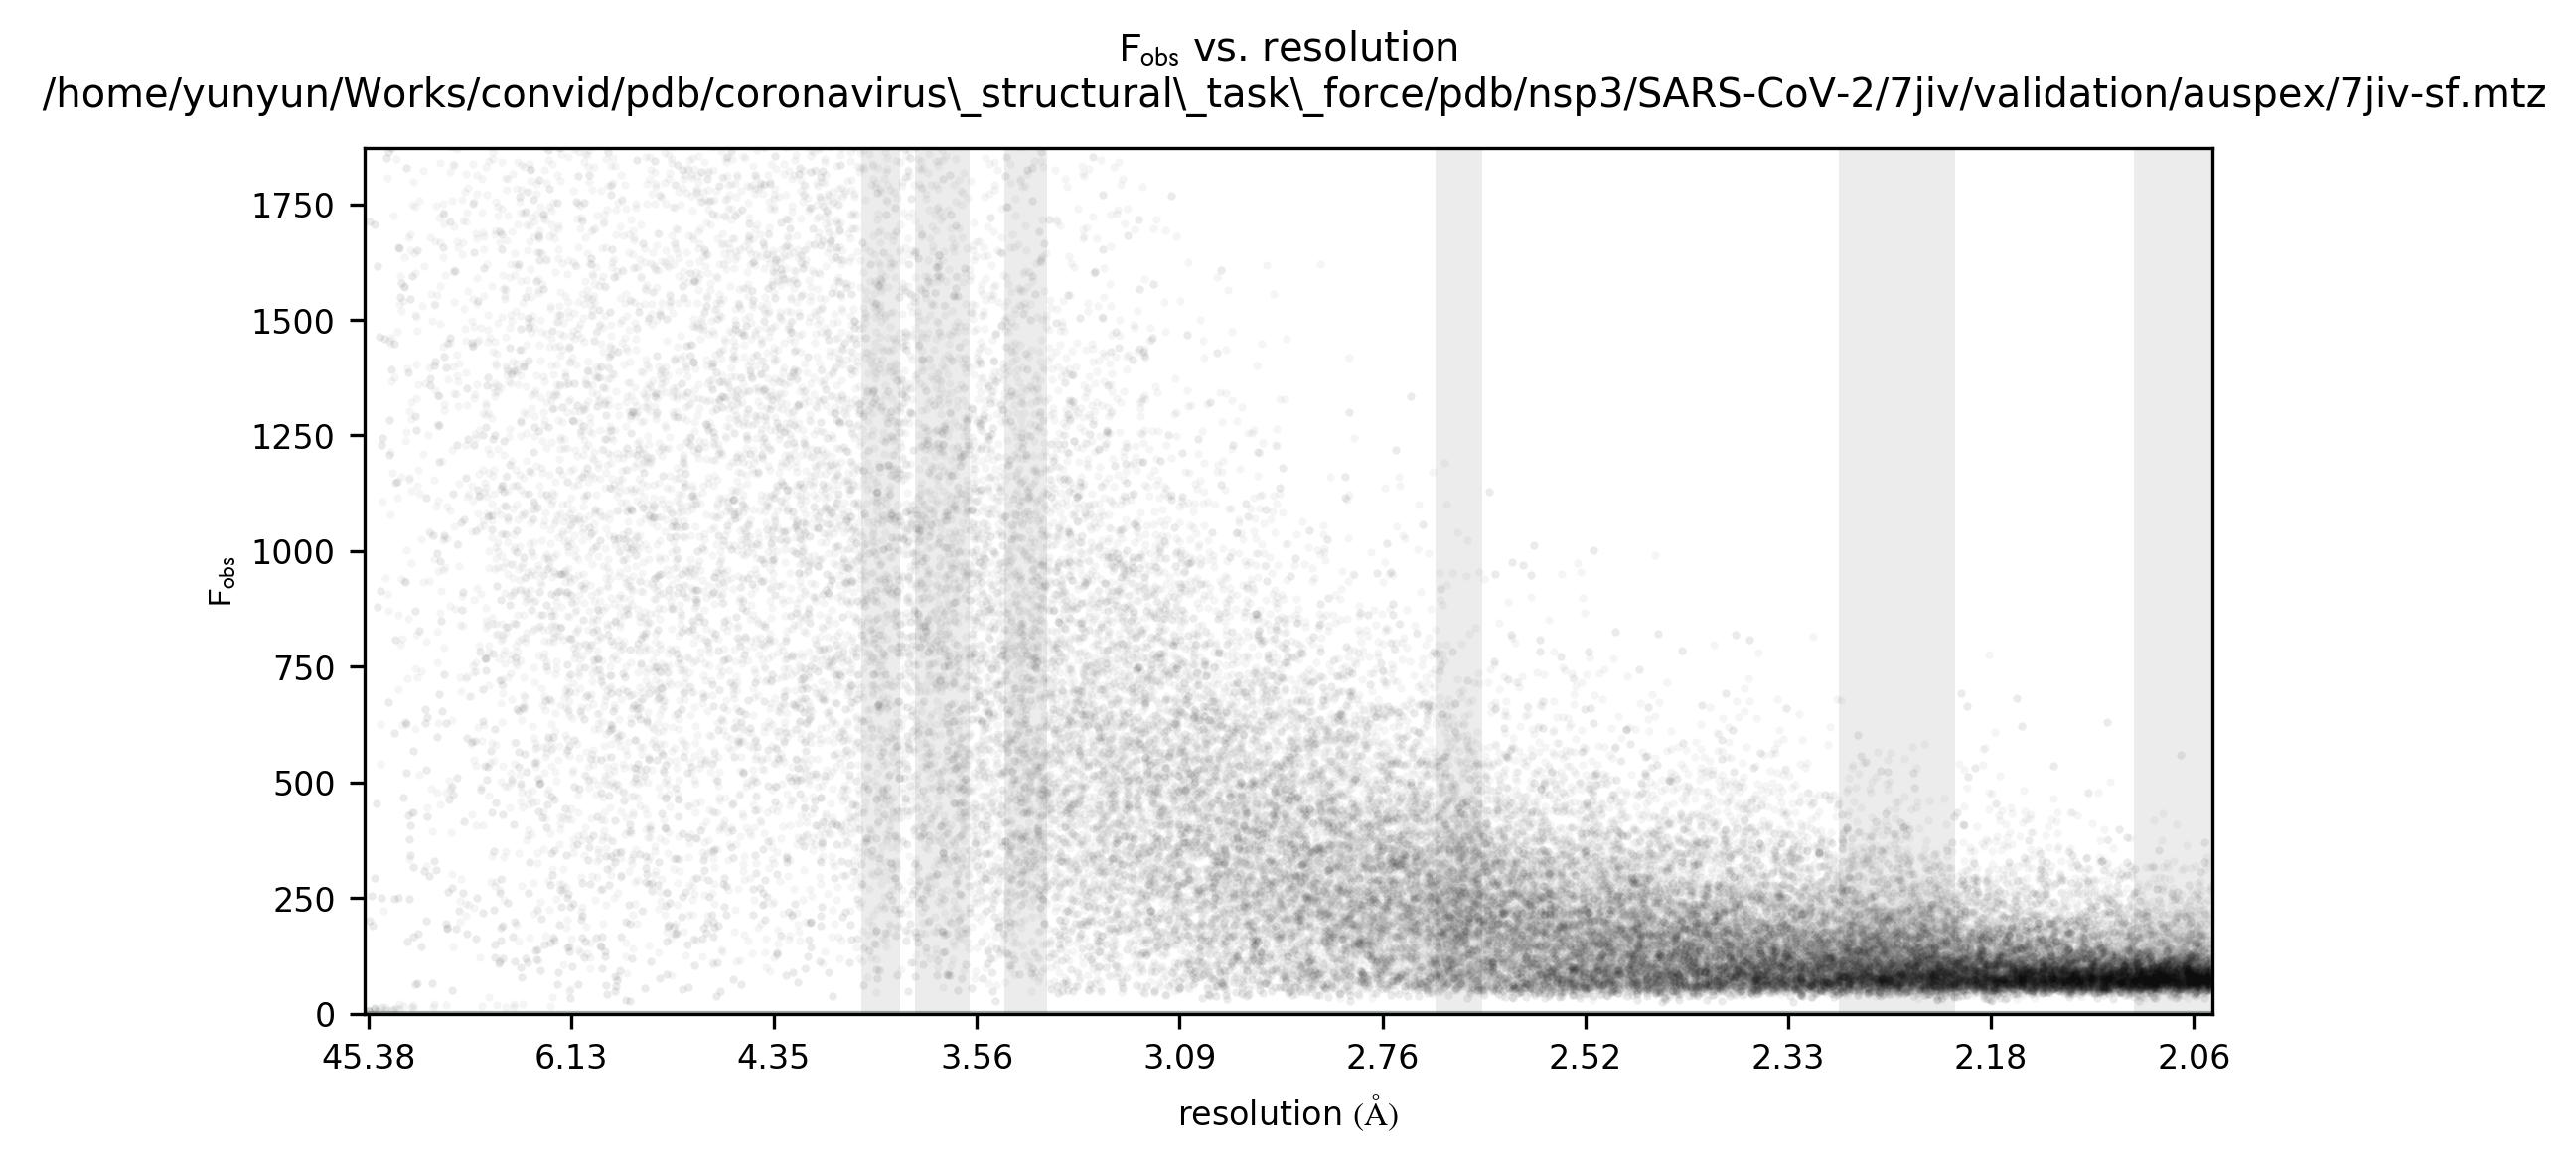 Fobs vs. resolution
/home/yunyun/Works/convid/pdb/coronavirus\_structural\_task\_force/pdb/nsp3/SARS-CoV-2/7jiv/validation/auspex/7jiv-sf.mtz
Fobs
1750
1500
1250
1000
750
500
250
0
45.38 6.13 4.35 3.56 3.09 2.76 2.52 2.33 2.18 2.06
resolution (Å)